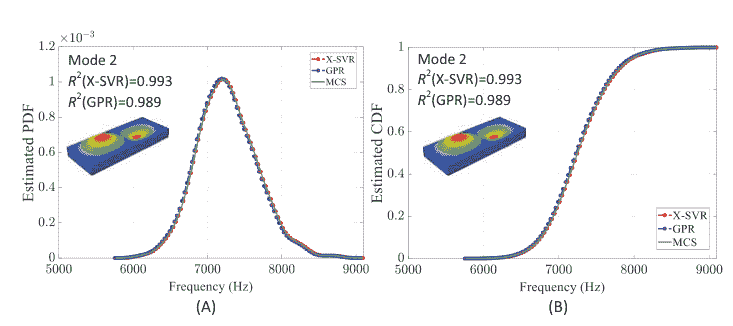 ×10⁻³
1.2
1
0.8
0.6
0.4
0.2
0
Estimated PDF
Mode 2
R²(X-SVR)=0.993
R²(GPR)=0.989
X-SVR
GPR
MCS
5000 6000 7000 8000 9000
Frequency (Hz)
(A)
1
0.8
0.6
0.4
0.2
0
Estimated CDF
Mode 2
R²(X-SVR)=0.993
R²(GPR)=0.989
X-SVR
GPR
MCS
5000 6000 7000 8000 9000
Frequency (Hz)
(B)